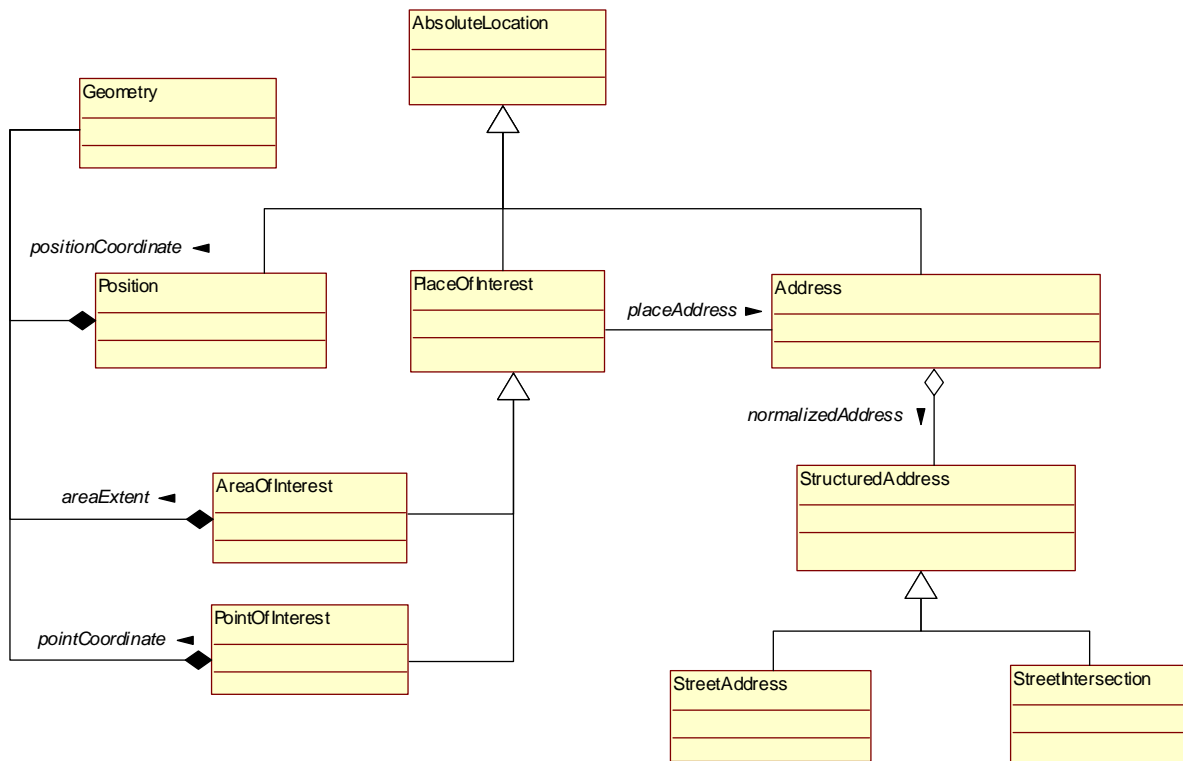 AbsoluteLocation
Geometry
positionCoordinate
Position
PlaceOfInterest
placeAddress
Address
normalizedAddress
areaExtent
AreaOfInterest
StructuredAddress
pointCoordinate
PointOfInterest
StreetAddress
StreetIntersection